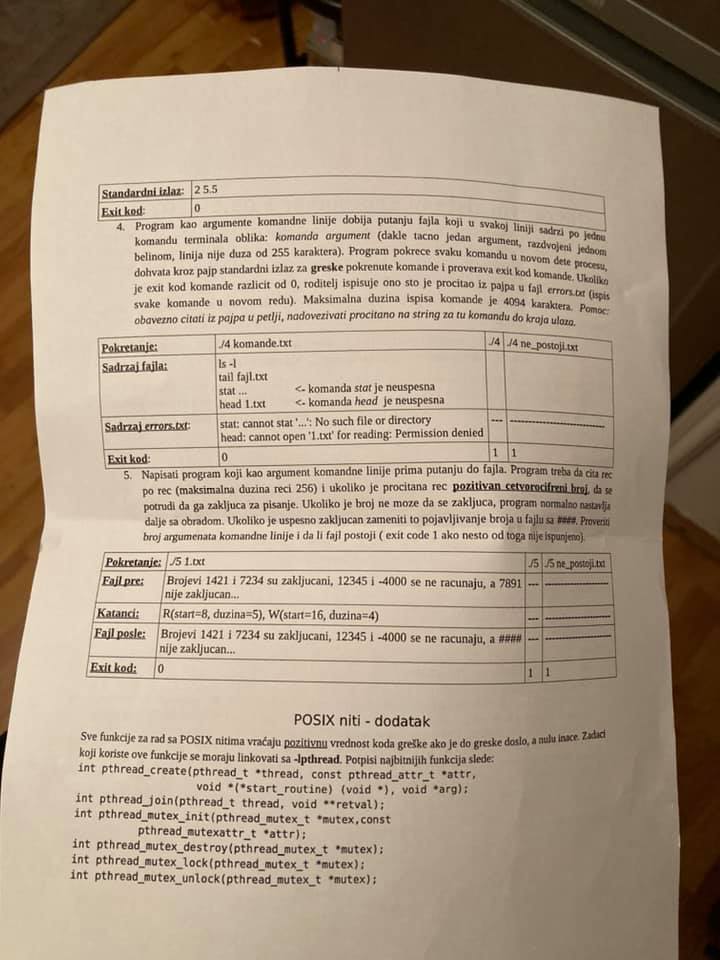 Standardni izlaz: 2 5.5
Exit kod: 0
4. Program kao argumente komandne linije dobija putanju fajla koji u svakoj liniji sadrzi po jednu
komandu terminala oblika: komanda argument (dakle tacno jedan argument, razdvojeni jednom
belinom, linija nije duza od 255 karaktera). Program pokrece svaku komandu u novom dete procesu,
dohvata kroz pajp standardni izlaz za greske pokrenute komande i proverava exit kod komande. Ukoliko
je exit kod komande razlicit od 0, roditelj ispisuje ono sto je procitao iz pajpa u fajl errors.txt (ispis
svake komande u novom redu). Maksimalna duzina ispisa komande je 4094 karaktera. Pomoc:
obavezno citati iz pajpa u petlji, nadovezivati procitano na string za tu komandu do kraja ulaza.
Pokretanje: ./4 komande.txt ./4 ./4 ne_postoji.txt
Sadrzaj fajla: ls -l
tail fajl.txt
stat ... <- komanda stat je neuspesna
head 1.txt <- komanda head je neuspesna
Sadrzaj errors.txt: stat: cannot stat '...': No such file or directory --- --------------------------
head: cannot open '1.txt' for reading: Permission denied
Exit kod: 0 1 1
5. Napisati program koji kao argument komandne linije prima putanju do fajla. Program treba da cita rec
po rec (maksimalna duzina reci 256) i ukoliko je procitana rec pozitivan cetvorocifreni broj, da se
potrudi da ga zakljuca za pisanje. Ukoliko je broj ne moze da se zakljuca, program normalno nastavlja
dalje sa obradom. Ukoliko je uspesno zakljucan zameniti to pojavljivanje broja u fajlu sa ####. Proveriti
broj argumenata komandne linije i da li fajl postoji ( exit code 1 ako nesto od toga nije ispunjeno).
Pokretanje: ./5 1.txt ./5 ./5 ne_postoji.txt
Fajl pre: Brojevi 1421 i 7234 su zakljucani, 12345 i -4000 se ne racunaju, a 7891 --- ------------------
nije zakljucan...
Katanci: R(start=8, duzina=5), W(start=16, duzina=4) --- ------------------
Fajl posle: Brojevi 1421 i 7234 su zakljucani, 12345 i -4000 se ne racunaju, a #### --- ------------------
nije zakljucan...
Exit kod: 0 1 1
POSIX niti - dodatak
Sve funkcije za rad sa POSIX nitima vraćaju pozitivnu vrednost koda greške ako je do greske doslo, a nulu inace. Zadaci
koji koriste ove funkcije se moraju linkovati sa -lpthread. Potpisi najbitnijih funkcija slede:
int pthread_create(pthread_t *thread, const pthread_attr_t *attr,
void *(*start_routine) (void *), void *arg);
int pthread_join(pthread_t thread, void **retval);
int pthread_mutex_init(pthread_mutex_t *mutex,const
pthread_mutexattr_t *attr);
int pthread_mutex_destroy(pthread_mutex_t *mutex);
int pthread_mutex_lock(pthread_mutex_t *mutex);
int pthread_mutex_unlock(pthread_mutex_t *mutex);